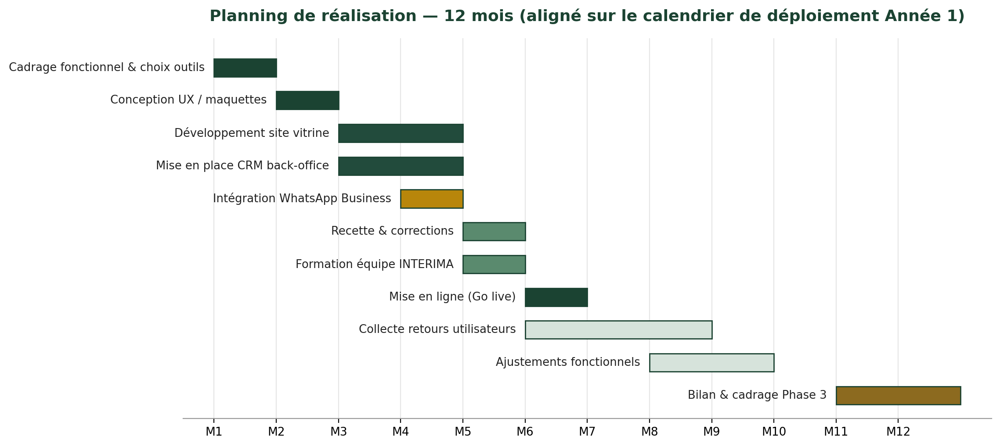 Planning de réalisation — 12 mois (aligné sur le calendrier de déploiement Année 1)
Cadrage fonctionnel & choix outils
Conception UX / maquettes
Développement site vitrine
Mise en place CRM back-office
Intégration WhatsApp Business
Recette & corrections
Formation équipe INTERIMA
Mise en ligne (Go live)
Collecte retours utilisateurs
Ajustements fonctionnels
Bilan & cadrage Phase 3
M1 M2 M3 M4 M5 M6 M7 M8 M9 M10 M11 M12